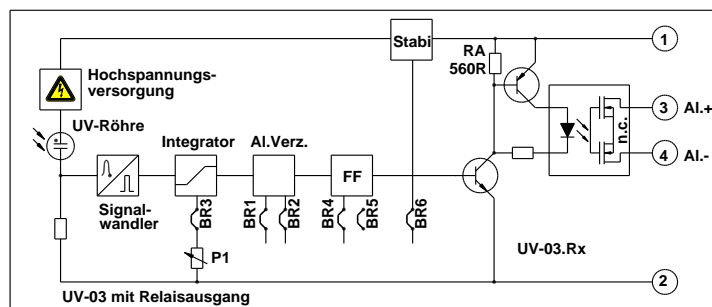 Stabi
RA
560R
1
Hochspannungs-
versorgung
UV-Röhre
n.c.
3
Al.+
4
Al.-
Integrator
Al.Verz.
FF
Signal-
wandler
BR3
BR1
BR2
BR4
BR5
BR6
P1
UV-03.Rx
2
UV-03 mit Relaisausgang